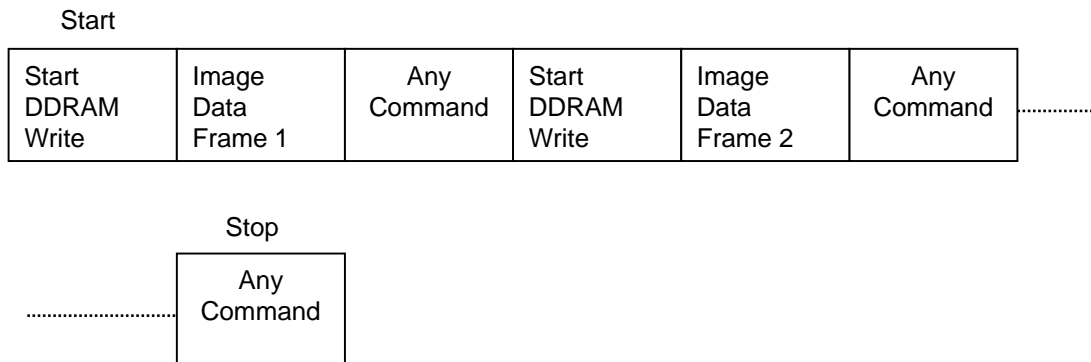 Start
Start
DDRAM
Write
Image
Data
Frame 1
Any
Command
Start
DDRAM
Write
Image
Data
Frame 2
Any
Command
Stop
Any
Command